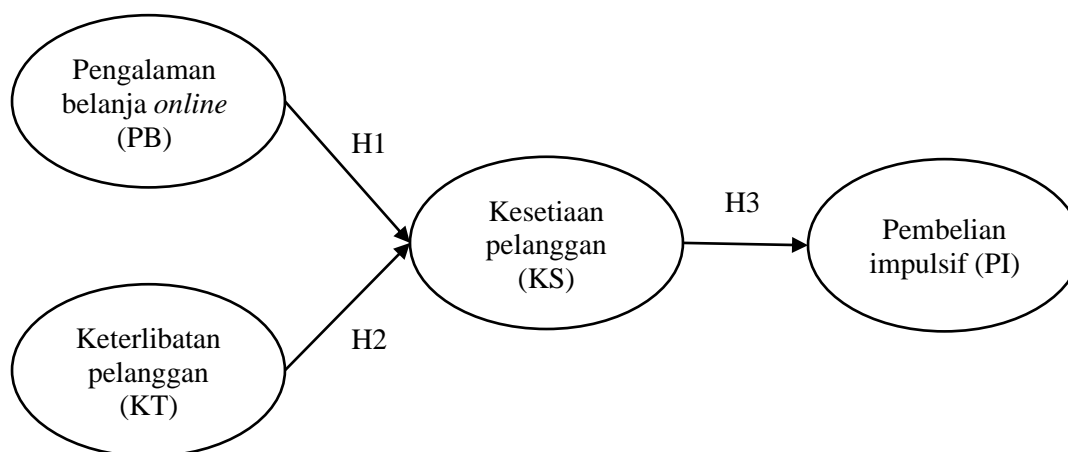 Pengalaman
belanja online
(PB)
H1
Kesetiaan
pelanggan
(KS)
H3
Pembelian
impulsif (PI)
Keterlibatan
pelanggan
(KT)
H2